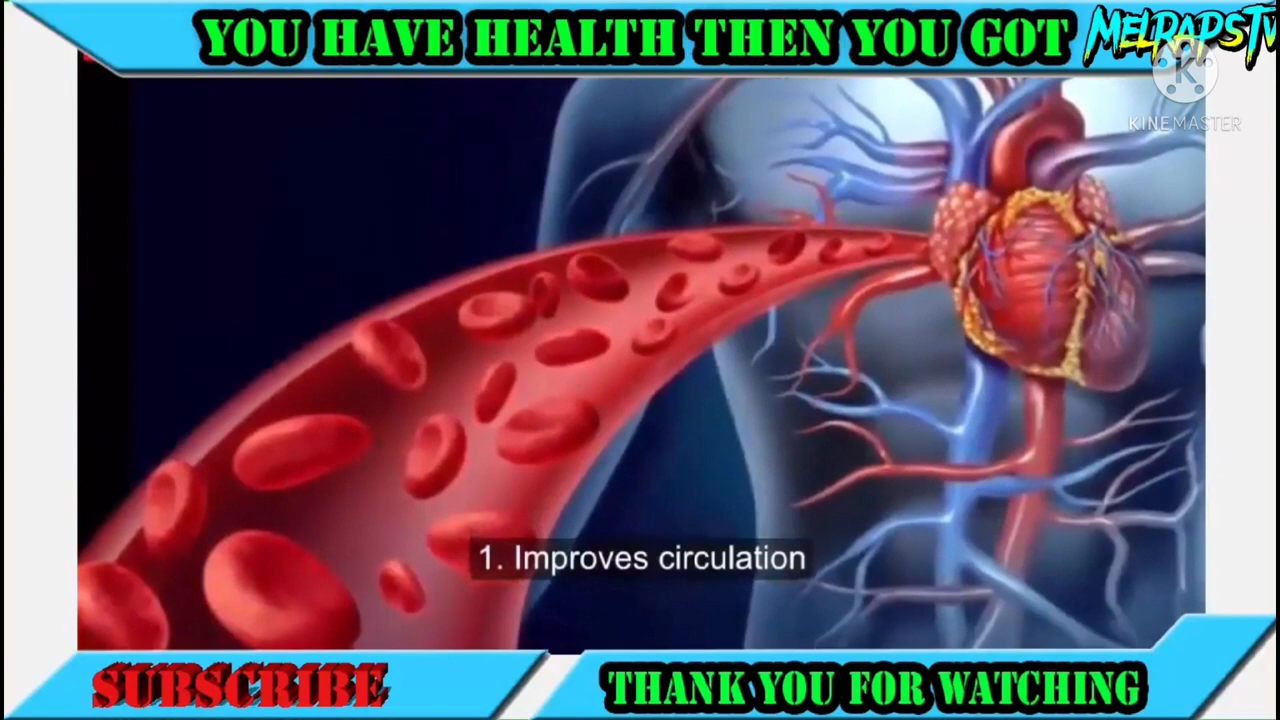 YOU HAVE HEALTH THEN YOU GOT
MELRAPSTV
K
KINEMASTER
1. Improves circulation
SUBSCRIBE
THANK YOU FOR WATCHING